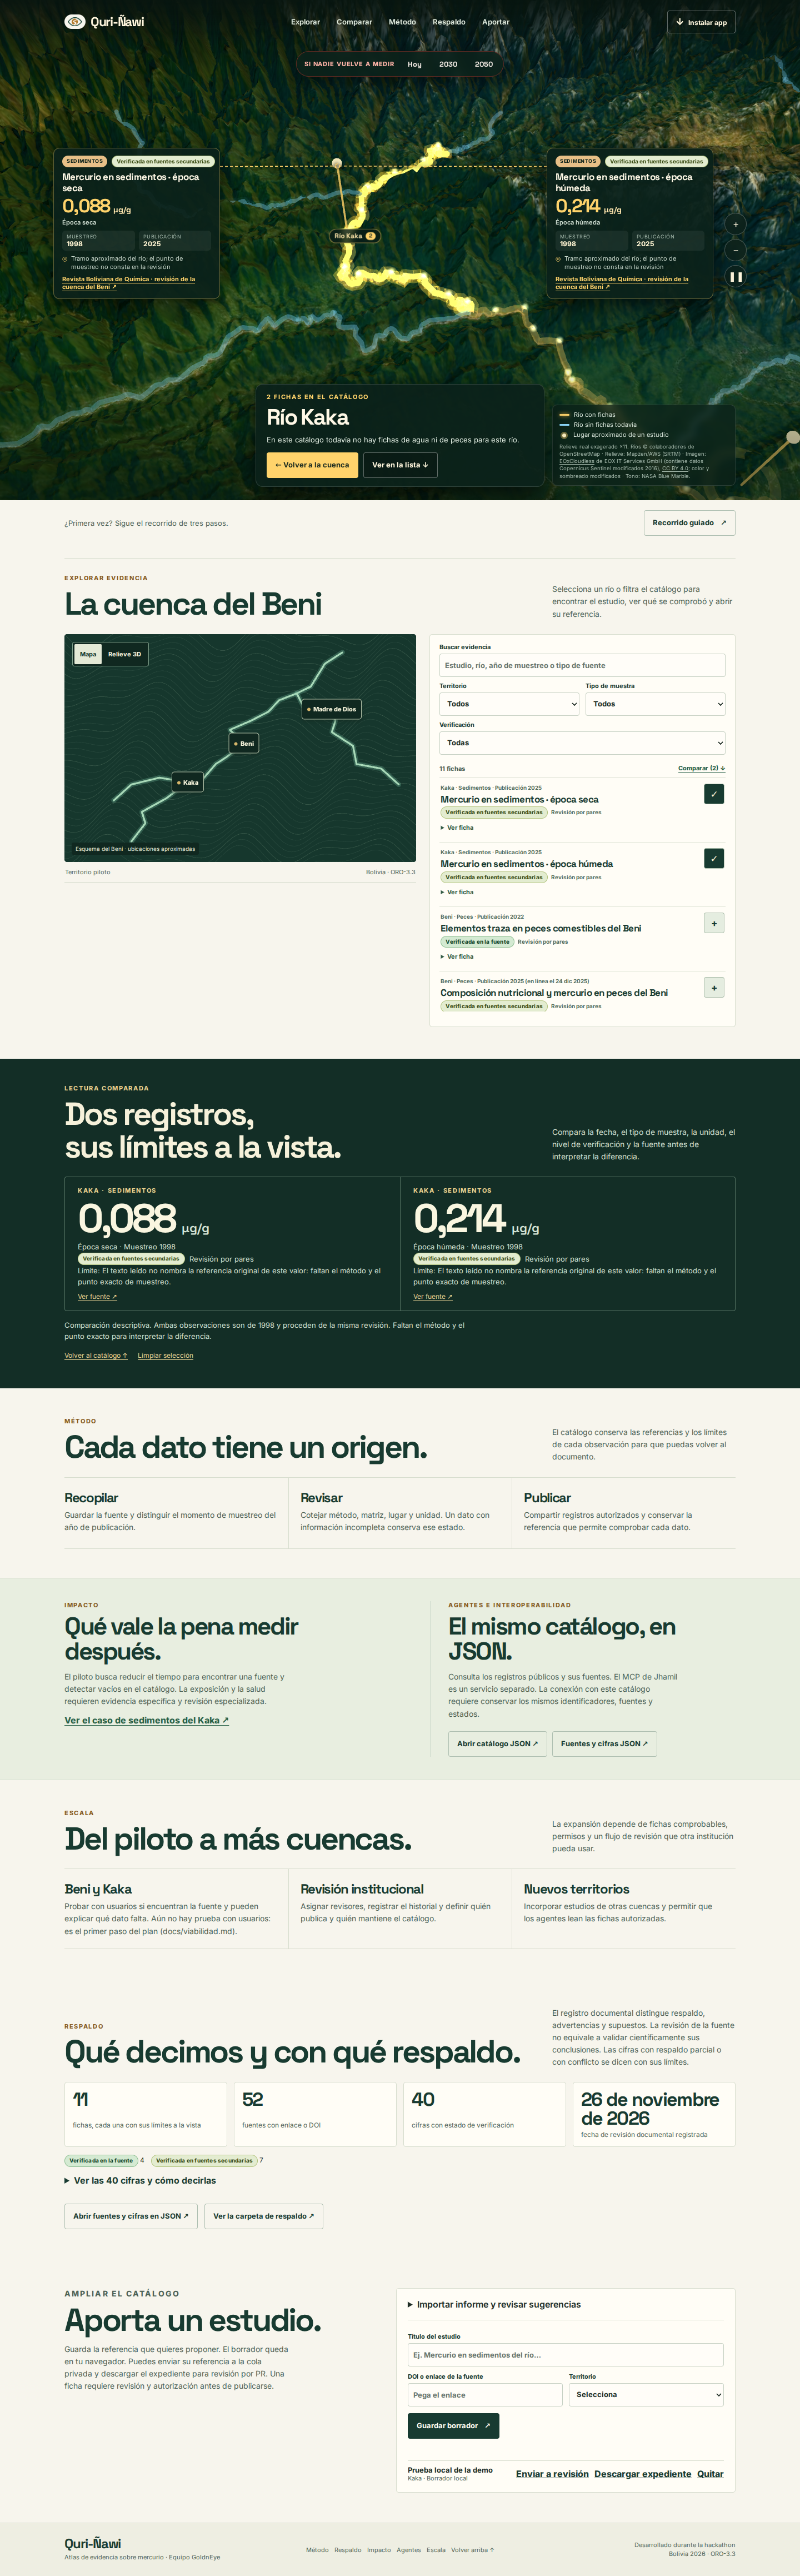 Quri-Ñawi
Explorar Comparar Método Respaldo Aportar
Instalar app
SI NADIE VUELVE A MEDIR Hoy 2030 2050
SEDIMENTOS Verificada en fuentes secundarias
Mercurio en sedimentos · época
seca
0,088 µg/g
Época seca
MUESTREO
1998
PUBLICACIÓN
2025
Tramo aproximado del río; el punto de
muestreo no consta en la revisión
Revista Boliviana de Química · revisión de la
cuenca del Beni ↗
Río Kaka 2
SEDIMENTOS Verificada en fuentes secundarias
Mercurio en sedimentos · época
húmeda
0,214 µg/g
Época húmeda
MUESTREO
1998
PUBLICACIÓN
2025
Tramo aproximado del río; el punto de
muestreo no consta en la revisión
Revista Boliviana de Química · revisión de la
cuenca del Beni ↗
2 FICHAS EN EL CATÁLOGO
Río Kaka
En este catálogo todavía no hay fichas de agua ni de peces para este río.
← Volver a la cuenca Ver en la lista ↓
Río con fichas
Río sin fichas todavía
Lugar aproximado de un estudio
Relieve real exagerado ×11. Ríos © colaboradores de
OpenStreetMap · Relieve: Mapzen/AWS (SRTM) · Imagen:
EOxCloudless de EOX IT Services GmbH (contiene datos
Copernicus Sentinel modificados 2016), CC BY 4.0; color y
sombreado modificados · Tono: NASA Blue Marble.
¿Primera vez? Sigue el recorrido de tres pasos.
Recorrido guiado ↗
EXPLORAR EVIDENCIA
La cuenca del Beni
Selecciona un río o filtra el catálogo para
encontrar el estudio, ver qué se comprobó y abrir
su referencia.
Mapa Relieve 3D
Madre de Dios
Beni
Kaka
Esquema del Beni · ubicaciones aproximadas
Territorio piloto Bolivia · ORO-3.3
Buscar evidencia
Estudio, río, año de muestreo o tipo de fuente
Territorio Tipo de muestra
Todos Todos
Verificación
Todas
11 fichas Comparar (2) ↓
Kaka · Sedimentos · Publicación 2025
Mercurio en sedimentos · época seca
Verificada en fuentes secundarias Revisión por pares
▶ Ver ficha
Kaka · Sedimentos · Publicación 2025
Mercurio en sedimentos · época húmeda
Verificada en fuentes secundarias Revisión por pares
▶ Ver ficha
Beni · Peces · Publicación 2022
Elementos traza en peces comestibles del Beni
Verificada en la fuente Revisión por pares
▶ Ver ficha
Beni · Peces · Publicación 2025 (en línea el 24 dic 2025)
Composición nutricional y mercurio en peces del Beni
Verificada en fuentes secundarias Revisión por pares
LECTURA COMPARADA
Dos registros,
sus límites a la vista.
Compara la fecha, el tipo de muestra, la unidad, el
nivel de verificación y la fuente antes de
interpretar la diferencia.
KAKA · SEDIMENTOS
0,088 µg/g
Época seca · Muestreo 1998
Verificada en fuentes secundarias Revisión por pares
Límite: El texto leído no nombra la referencia original de este valor: faltan el método y el
punto exacto de muestreo.
Ver fuente ↗
KAKA · SEDIMENTOS
0,214 µg/g
Época húmeda · Muestreo 1998
Verificada en fuentes secundarias Revisión por pares
Límite: El texto leído no nombra la referencia original de este valor: faltan el método y el
punto exacto de muestreo.
Ver fuente ↗
Comparación descriptiva. Ambas observaciones son de 1998 y proceden de la misma revisión. Faltan el método y el
punto exacto para interpretar la diferencia.
Volver al catálogo ↑ Limpiar selección
MÉTODO
Cada dato tiene un origen.
El catálogo conserva las referencias y los límites
de cada observación para que puedas volver al
documento.
Recopilar
Guardar la fuente y distinguir el momento de muestreo del
año de publicación.
Revisar
Cotejar método, matriz, lugar y unidad. Un dato con
información incompleta conserva ese estado.
Publicar
Compartir registros autorizados y conservar la
referencia que permite comprobar cada dato.
IMPACTO
Qué vale la pena medir
después.
El piloto busca reducir el tiempo para encontrar una fuente y
detectar vacíos en el catálogo. La exposición y la salud
requieren evidencia específica y revisión especializada.
Ver el caso de sedimentos del Kaka ↗
AGENTES E INTEROPERABILIDAD
El mismo catálogo, en
JSON.
Consulta los registros públicos y sus fuentes. El MCP de Jhamil
es un servicio separado. La conexión con este catálogo
requiere conservar los mismos identificadores, fuentes y
estados.
Abrir catálogo JSON ↗ Fuentes y cifras JSON ↗
ESCALA
Del piloto a más cuencas.
La expansión depende de fichas comprobables,
permisos y un flujo de revisión que otra institución
pueda usar.
Beni y Kaka
Probar con usuarios si encuentran la fuente y pueden
explicar qué dato falta. Aún no hay prueba con usuarios:
es el primer paso del plan (docs/viabilidad.md).
Revisión institucional
Asignar revisores, registrar el historial y definir quién
publica y quién mantiene el catálogo.
Nuevos territorios
Incorporar estudios de otras cuencas y permitir que
los agentes lean las fichas autorizadas.
RESPALDO
Qué decimos y con qué respaldo.
El registro documental distingue respaldo,
advertencias y supuestos. La revisión de la fuente
no equivale a validar científicamente sus
conclusiones. Las cifras con respaldo parcial o
con conflicto se dicen con sus límites.
11
fichas, cada una con sus límites a la vista
52
fuentes con enlace o DOI
40
cifras con estado de verificación
26 de noviembre
de 2026
fecha de revisión documental registrada
Verificada en la fuente 4 Verificada en fuentes secundarias 7
▶ Ver las 40 cifras y cómo decirlas
Abrir fuentes y cifras en JSON ↗ Ver la carpeta de respaldo ↗
AMPLIAR EL CATÁLOGO
Aporta un estudio.
Guarda la referencia que quieres proponer. El borrador queda
en tu navegador. Puedes enviar su referencia a la cola
privada y descargar el expediente para revisión por PR. Una
ficha requiere revisión y autorización antes de publicarse.
▶ Importar informe y revisar sugerencias
Título del estudio
Ej. Mercurio en sedimentos del río...
DOI o enlace de la fuente Territorio
Pega el enlace Selecciona
Guardar borrador ↗
Prueba local de la demo
Kaka · Borrador local
Enviar a revisión Descargar expediente Quitar
Quri-Ñawi
Atlas de evidencia sobre mercurio · Equipo GoldnEye
Método Respaldo Impacto Agentes Escala Volver arriba ↑
Desarrollado durante la hackathon
Bolivia 2026 · ORO-3.3